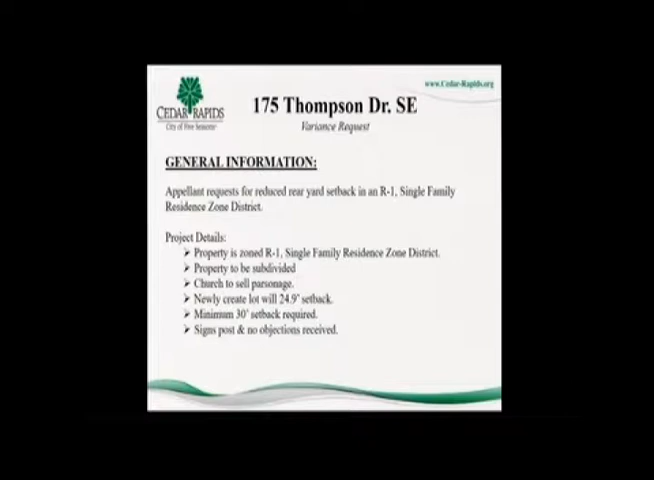 www.Cedar-Rapids.org
CEDAR RAPIDS
City of Five Seasons
175 Thompson Dr. SE
Variance Request
GENERAL INFORMATION:
Appellant requests for reduced rear yard setback in an R-1, Single Family
Residence Zone District.
Project Details:
➤ Property is zoned R-1, Single Family Residence Zone District.
➤ Property to be subdivided
➤ Church to sell parsonage.
➤ Newly create lot will 24.9' setback.
➤ Minimum 30' setback required.
➤ Signs post & no objections received.